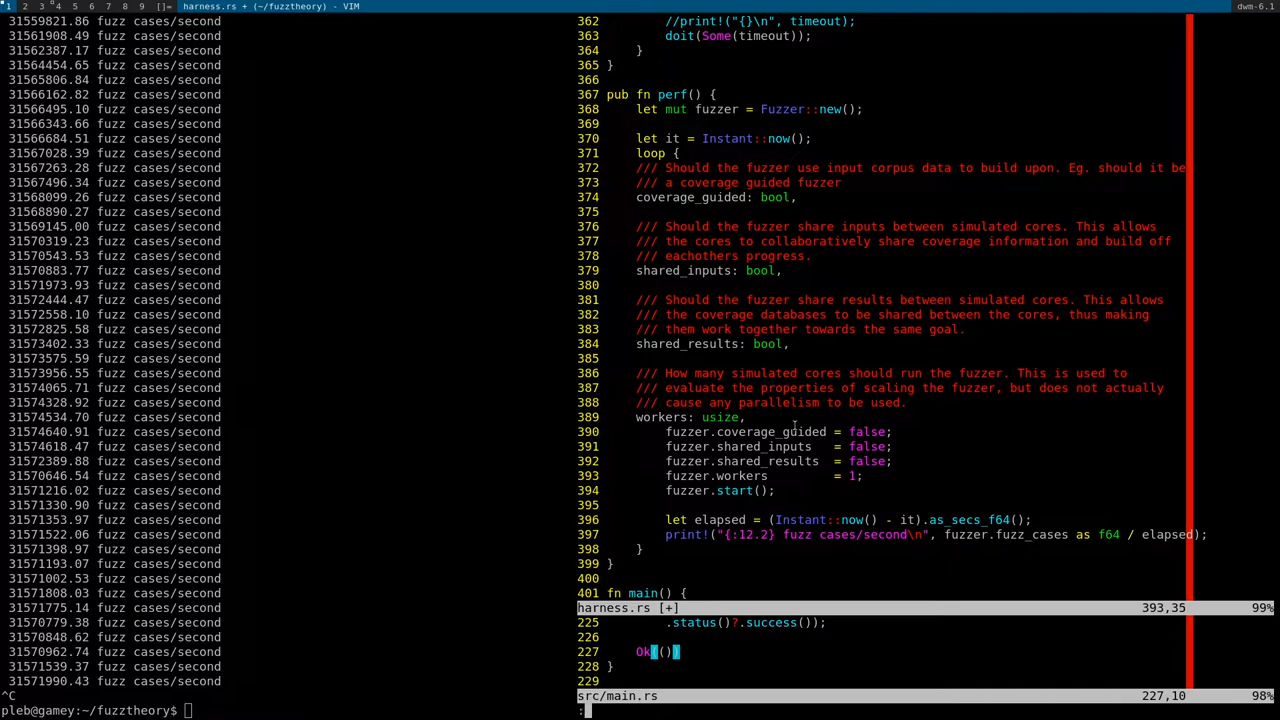 1 2 3 4 5 6 7 8 9 []= harness.rs + (~/fuzztheory) - VIM dwm-6.1
31559821.86 fuzz cases/second
31561908.49 fuzz cases/second
31562387.17 fuzz cases/second
31564454.65 fuzz cases/second
31565806.84 fuzz cases/second
31566162.82 fuzz cases/second
31566495.10 fuzz cases/second
31566343.66 fuzz cases/second
31566684.51 fuzz cases/second
31567028.39 fuzz cases/second
31567263.28 fuzz cases/second
31567496.34 fuzz cases/second
31568099.26 fuzz cases/second
31568890.27 fuzz cases/second
31569145.00 fuzz cases/second
31570319.23 fuzz cases/second
31570543.53 fuzz cases/second
31570883.77 fuzz cases/second
31571973.93 fuzz cases/second
31572444.47 fuzz cases/second
31572558.10 fuzz cases/second
31572825.58 fuzz cases/second
31573402.33 fuzz cases/second
31573575.59 fuzz cases/second
31573956.55 fuzz cases/second
31574065.71 fuzz cases/second
31574328.92 fuzz cases/second
31574534.70 fuzz cases/second
31574640.91 fuzz cases/second
31574618.47 fuzz cases/second
31572389.88 fuzz cases/second
31570646.54 fuzz cases/second
31571216.02 fuzz cases/second
31571330.90 fuzz cases/second
31571353.97 fuzz cases/second
31571522.06 fuzz cases/second
31571398.97 fuzz cases/second
31571193.07 fuzz cases/second
31571002.53 fuzz cases/second
31571808.03 fuzz cases/second
31571775.14 fuzz cases/second
31570779.38 fuzz cases/second
31570848.62 fuzz cases/second
31570962.74 fuzz cases/second
31571539.37 fuzz cases/second
31571990.43 fuzz cases/second
^C
pleb@gamey:~/fuzztheory$
362 //print!("{}\n", timeout);
363 doit(Some(timeout));
364 }
365 }
366
367 pub fn perf() {
368 let mut fuzzer = Fuzzer::new();
369
370 let it = Instant::now();
371 loop {
372 /// Should the fuzzer use input corpus data to build upon. Eg. should it be
373 /// a coverage guided fuzzer
374 coverage_guided: bool,
375
376 /// Should the fuzzer share inputs between simulated cores. This allows
377 /// the cores to collaboratively share coverage information and build off
378 /// eachothers progress.
379 shared_inputs: bool,
380
381 /// Should the fuzzer share results between simulated cores. This allows
382 /// the coverage databases to be shared between the cores, thus making
383 /// them work together towards the same goal.
384 shared_results: bool,
385
386 /// How many simulated cores should run the fuzzer. This is used to
387 /// evaluate the properties of scaling the fuzzer, but does not actually
388 /// cause any parallelism to be used.
389 workers: usize,
390 fuzzer.coverage_guided = false;
391 fuzzer.shared_inputs = false;
392 fuzzer.shared_results = false;
393 fuzzer.workers = 1;
394 fuzzer.start();
395
396 let elapsed = (Instant::now() - it).as_secs_f64();
397 print!("{:12.2} fuzz cases/second\n", fuzzer.fuzz_cases as f64 / elapsed);
398 }
399 }
400
401 fn main() {
harness.rs [+] 393,35 99%
225 .status()?.success());
226
227 Ok(())
228 }
229
src/main.rs 227,10 98%
: